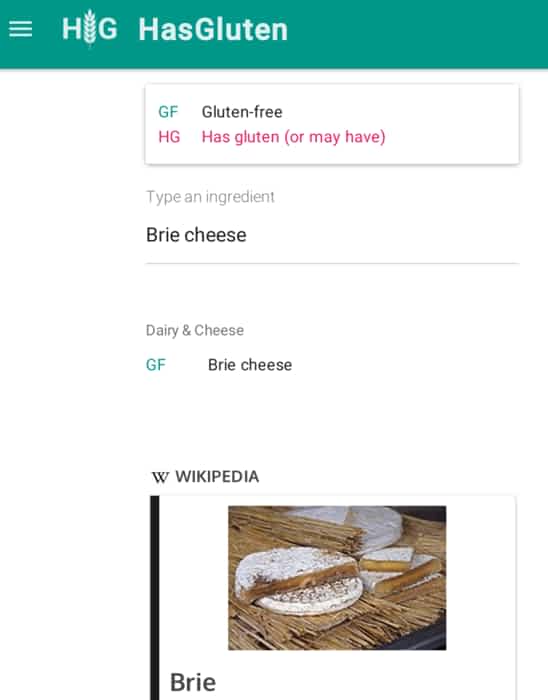 HG HasGluten
GF Gluten-free
HG Has gluten (or may have)
Type an ingredient
Brie cheese
Dairy & Cheese
GF Brie cheese
W WIKIPEDIA
Brie